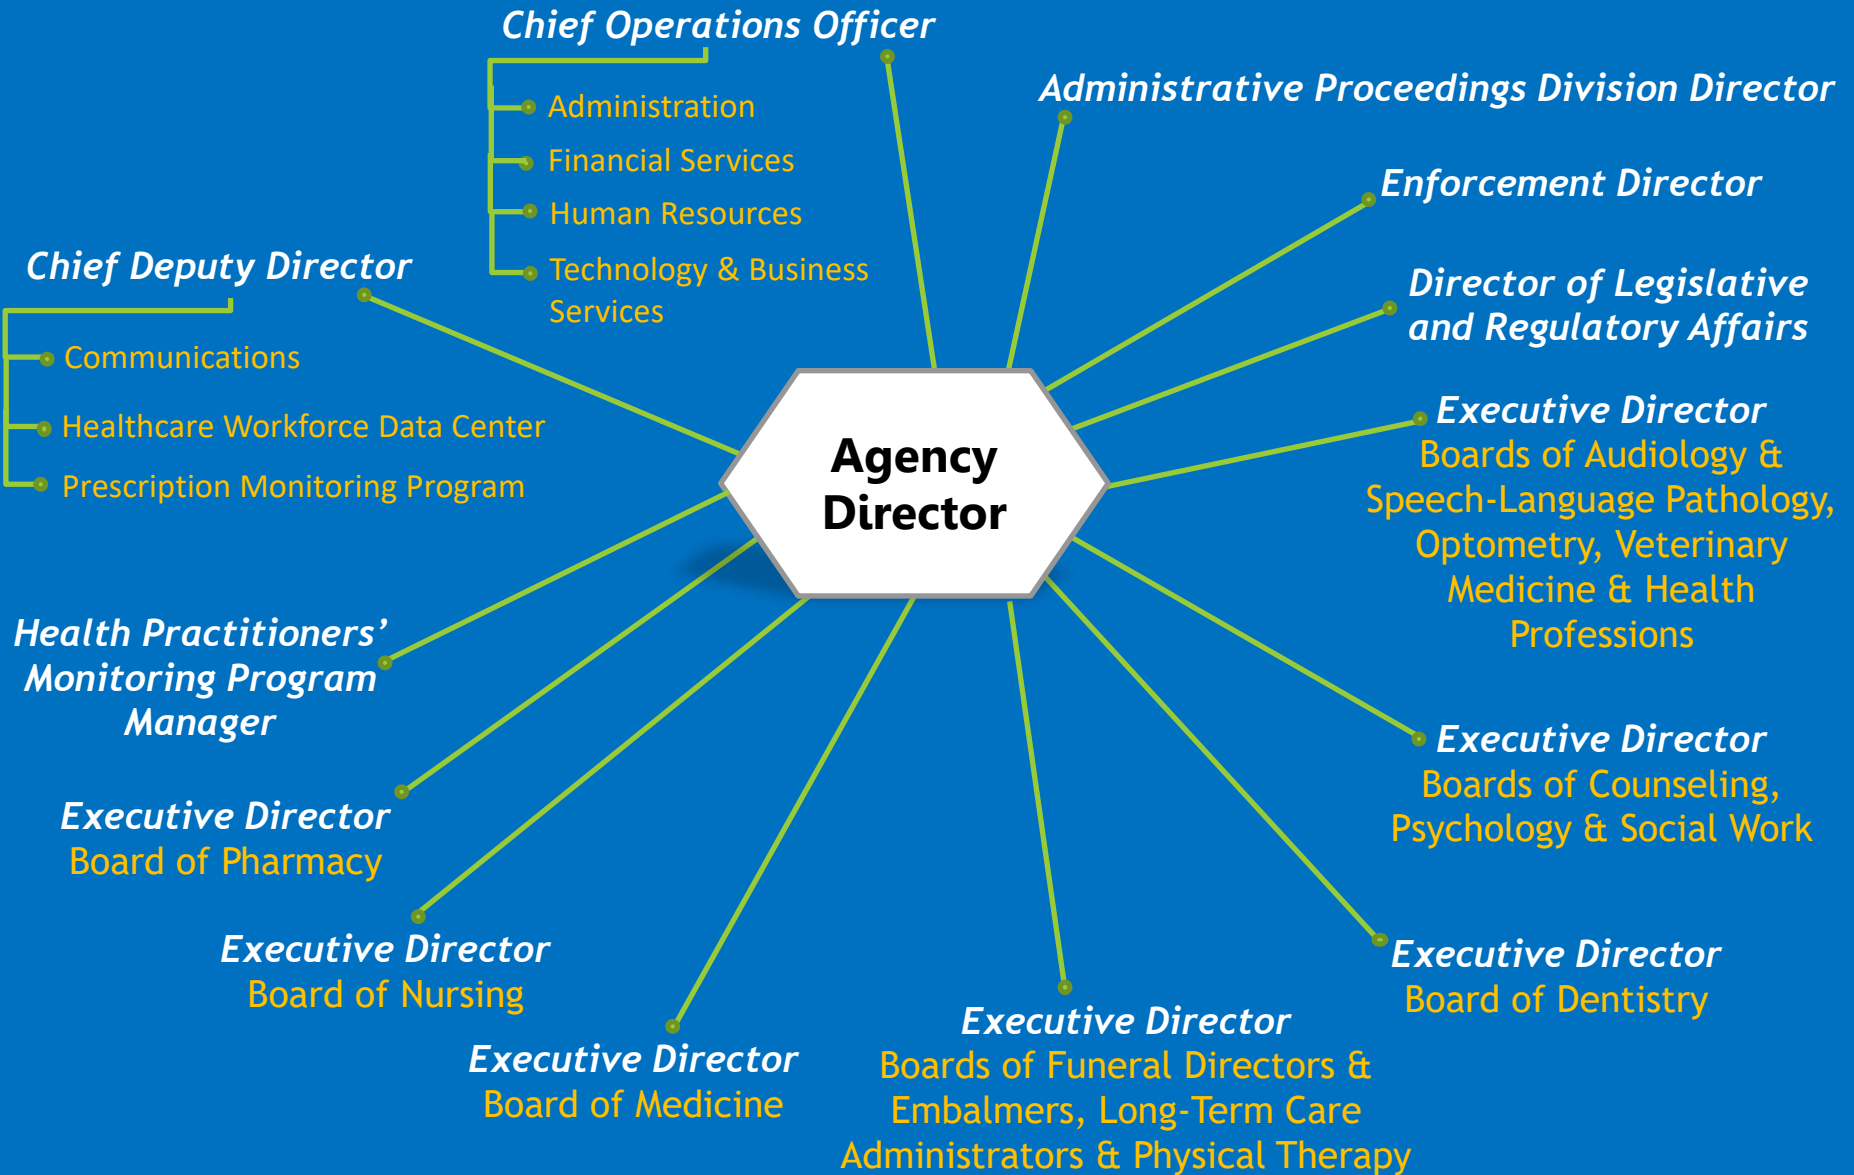 Chief Operations Officer
Administration
Financial Services
Human Resources
Technology & Business
Services
Administrative Proceedings Division Director
Enforcement Director
Director of Legislative
and Regulatory Affairs
Chief Deputy Director
Communications
Healthcare Workforce Data Center
Prescription Monitoring Program
Agency
Director
Executive Director
Boards of Audiology &
Speech-Language Pathology,
Optometry, Veterinary
Medicine & Health
Professions
Health Practitioners’
Monitoring Program
Manager
Executive Director
Boards of Counseling,
Psychology & Social Work
Executive Director
Board of Pharmacy
Executive Director
Board of Nursing
Executive Director
Board of Dentistry
Executive Director
Board of Medicine
Executive Director
Boards of Funeral Directors &
Embalmers, Long-Term Care
Administrators & Physical Therapy